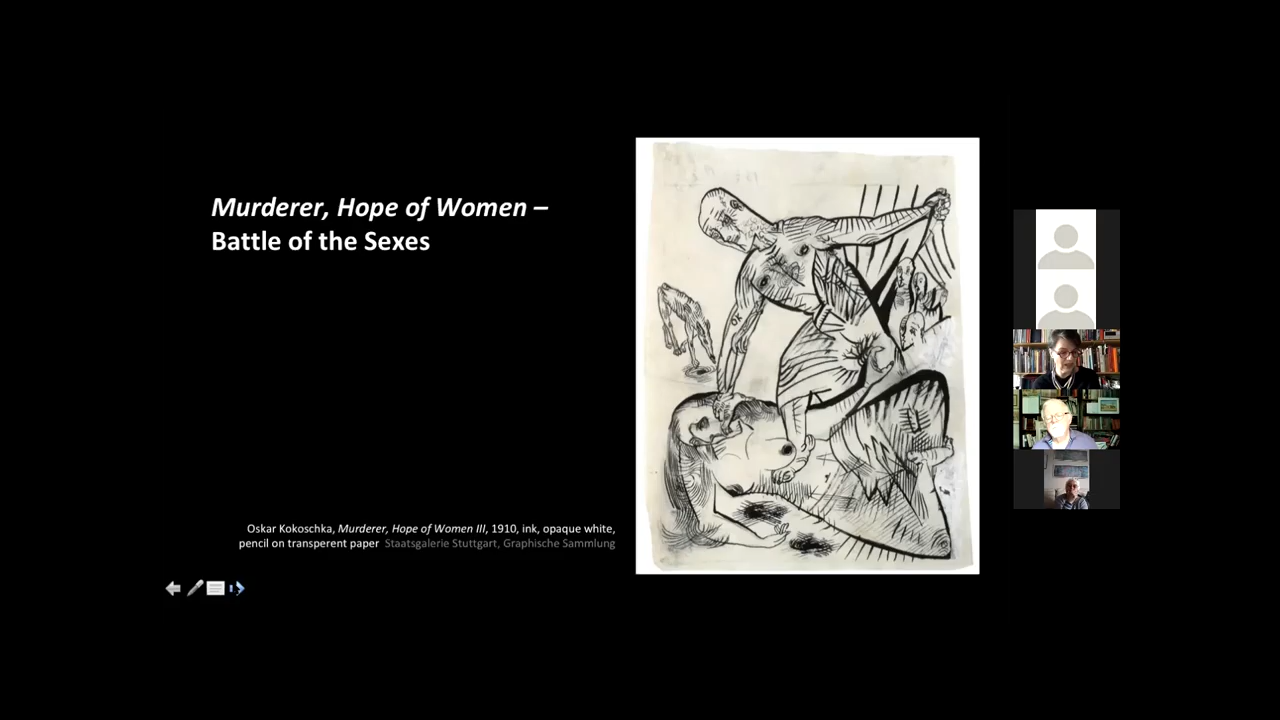 Murderer, Hope of Women –
Battle of the Sexes
OK
Oskar Kokoschka, Murderer, Hope of Women III, 1910, ink, opaque white,
pencil on transperent paper Staatsgalerie Stuttgart, Graphische Sammlung